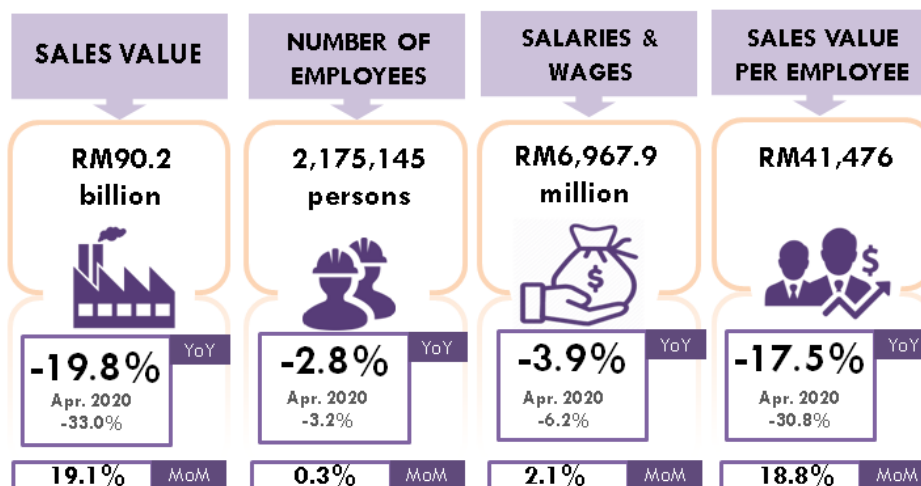 SALES VALUE
RM90.2
billion
-19.8%
YoY
Apr. 2020
-33.0%
19.1%
MoM
NUMBER OF
EMPLOYEES
2,175,145
persons
-2.8%
YoY
Apr. 2020
-3.2%
0.3%
MoM
SALARIES &
WAGES
RM6,967.9
million
$
-3.9%
YoY
Apr. 2020
-6.2%
2.1%
MoM
SALES VALUE
PER EMPLOYEE
RM41,476
$
-17.5%
YoY
Apr. 2020
-30.8%
18.8%
MoM